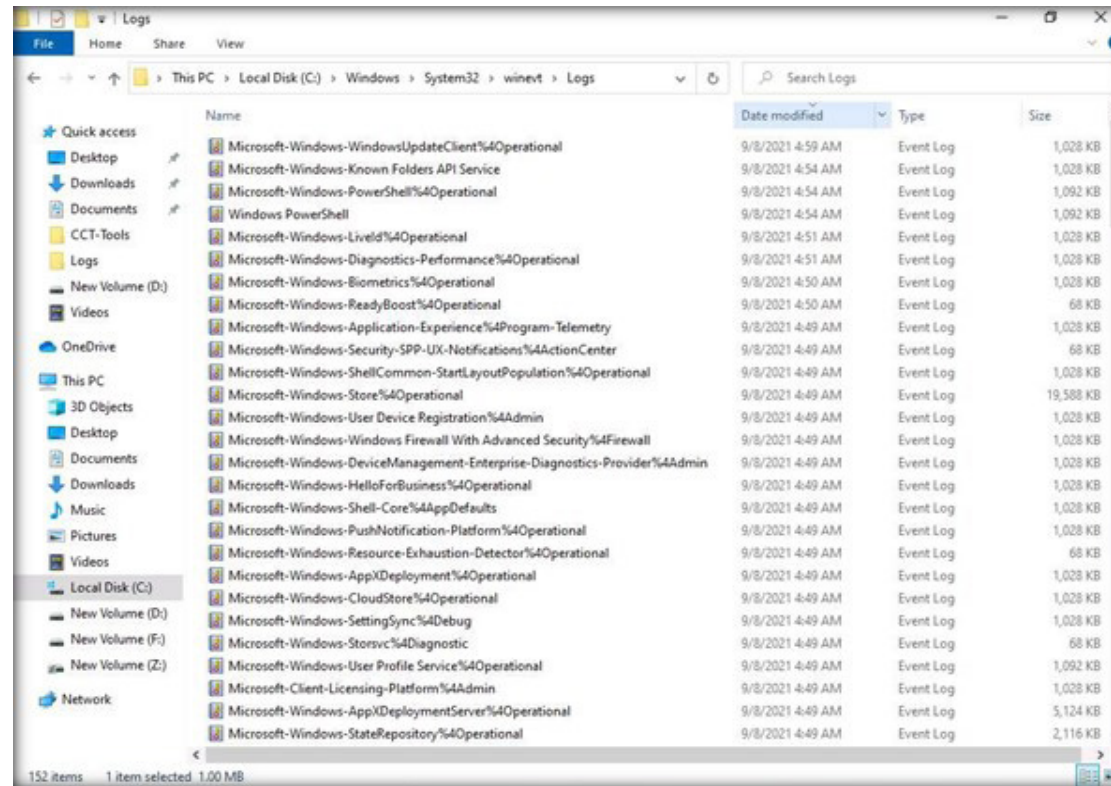 Logs
File Home Share View
This PC > Local Disk (C:) > Windows > System32 > winevt > Logs Search Logs
Name Date modified Type Size
Quick access
Desktop
Downloads
Documents
CCT-Tools
Logs
New Volume (D:)
Videos
OneDrive
This PC
3D Objects
Desktop
Documents
Downloads
Music
Pictures
Videos
Local Disk (C:)
New Volume (D:)
New Volume (F:)
New Volume (Z:)
Network
Microsoft-Windows-WindowsUpdateClient%4Operational 9/8/2021 4:59 AM Event Log 1,028 KB
Microsoft-Windows-Known Folders API Service 9/8/2021 4:54 AM Event Log 1,028 KB
Microsoft-Windows-PowerShell%4Operational 9/8/2021 4:54 AM Event Log 1,092 KB
Windows PowerShell 9/8/2021 4:54 AM Event Log 1,092 KB
Microsoft-Windows-LiveId%4Operational 9/8/2021 4:51 AM Event Log 1,028 KB
Microsoft-Windows-Diagnostics-Performance%4Operational 9/8/2021 4:51 AM Event Log 1,028 KB
Microsoft-Windows-Biometrics%4Operational 9/8/2021 4:50 AM Event Log 1,028 KB
Microsoft-Windows-ReadyBoost%4Operational 9/8/2021 4:50 AM Event Log 68 KB
Microsoft-Windows-Application-Experience%4Program-Telemetry 9/8/2021 4:49 AM Event Log 1,028 KB
Microsoft-Windows-Security-SPP-UX-Notifications%4ActionCenter 9/8/2021 4:49 AM Event Log 68 KB
Microsoft-Windows-ShellCommon-StartLayoutPopulation%4Operational 9/8/2021 4:49 AM Event Log 1,028 KB
Microsoft-Windows-Store%4Operational 9/8/2021 4:49 AM Event Log 19,588 KB
Microsoft-Windows-User Device Registration%4Admin 9/8/2021 4:49 AM Event Log 1,028 KB
Microsoft-Windows-Windows Firewall With Advanced Security%4Firewall 9/8/2021 4:49 AM Event Log 1,028 KB
Microsoft-Windows-DeviceManagement-Enterprise-Diagnostics-Provider%4Admin 9/8/2021 4:49 AM Event Log 1,028 KB
Microsoft-Windows-HelloForBusiness%4Operational 9/8/2021 4:49 AM Event Log 1,028 KB
Microsoft-Windows-Shell-Core%4AppDefaults 9/8/2021 4:49 AM Event Log 1,028 KB
Microsoft-Windows-PushNotification-Platform%4Operational 9/8/2021 4:49 AM Event Log 1,028 KB
Microsoft-Windows-Resource-Exhaustion-Detector%4Operational 9/8/2021 4:49 AM Event Log 68 KB
Microsoft-Windows-AppXDeployment%4Operational 9/8/2021 4:49 AM Event Log 1,028 KB
Microsoft-Windows-CloudStore%4Operational 9/8/2021 4:49 AM Event Log 1,028 KB
Microsoft-Windows-SettingSync%4Debug 9/8/2021 4:49 AM Event Log 1,028 KB
Microsoft-Windows-Storsvc%4Diagnostic 9/8/2021 4:49 AM Event Log 68 KB
Microsoft-Windows-User Profile Service%4Operational 9/8/2021 4:49 AM Event Log 1,092 KB
Microsoft-Client-Licensing-Platform%4Admin 9/8/2021 4:49 AM Event Log 1,028 KB
Microsoft-Windows-AppXDeploymentServer%4Operational 9/8/2021 4:49 AM Event Log 5,124 KB
Microsoft-Windows-StateRepository%4Operational 9/8/2021 4:49 AM Event Log 2,116 KB
152 items 1 item selected 1.00 MB